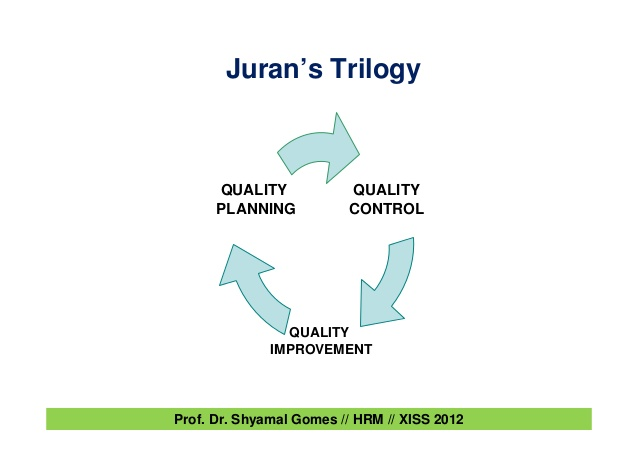 Juran’s Trilogy
QUALITY
PLANNING
QUALITY
CONTROL
QUALITY
IMPROVEMENT
Prof. Dr. Shyamal Gomes // HRM // XISS 2012